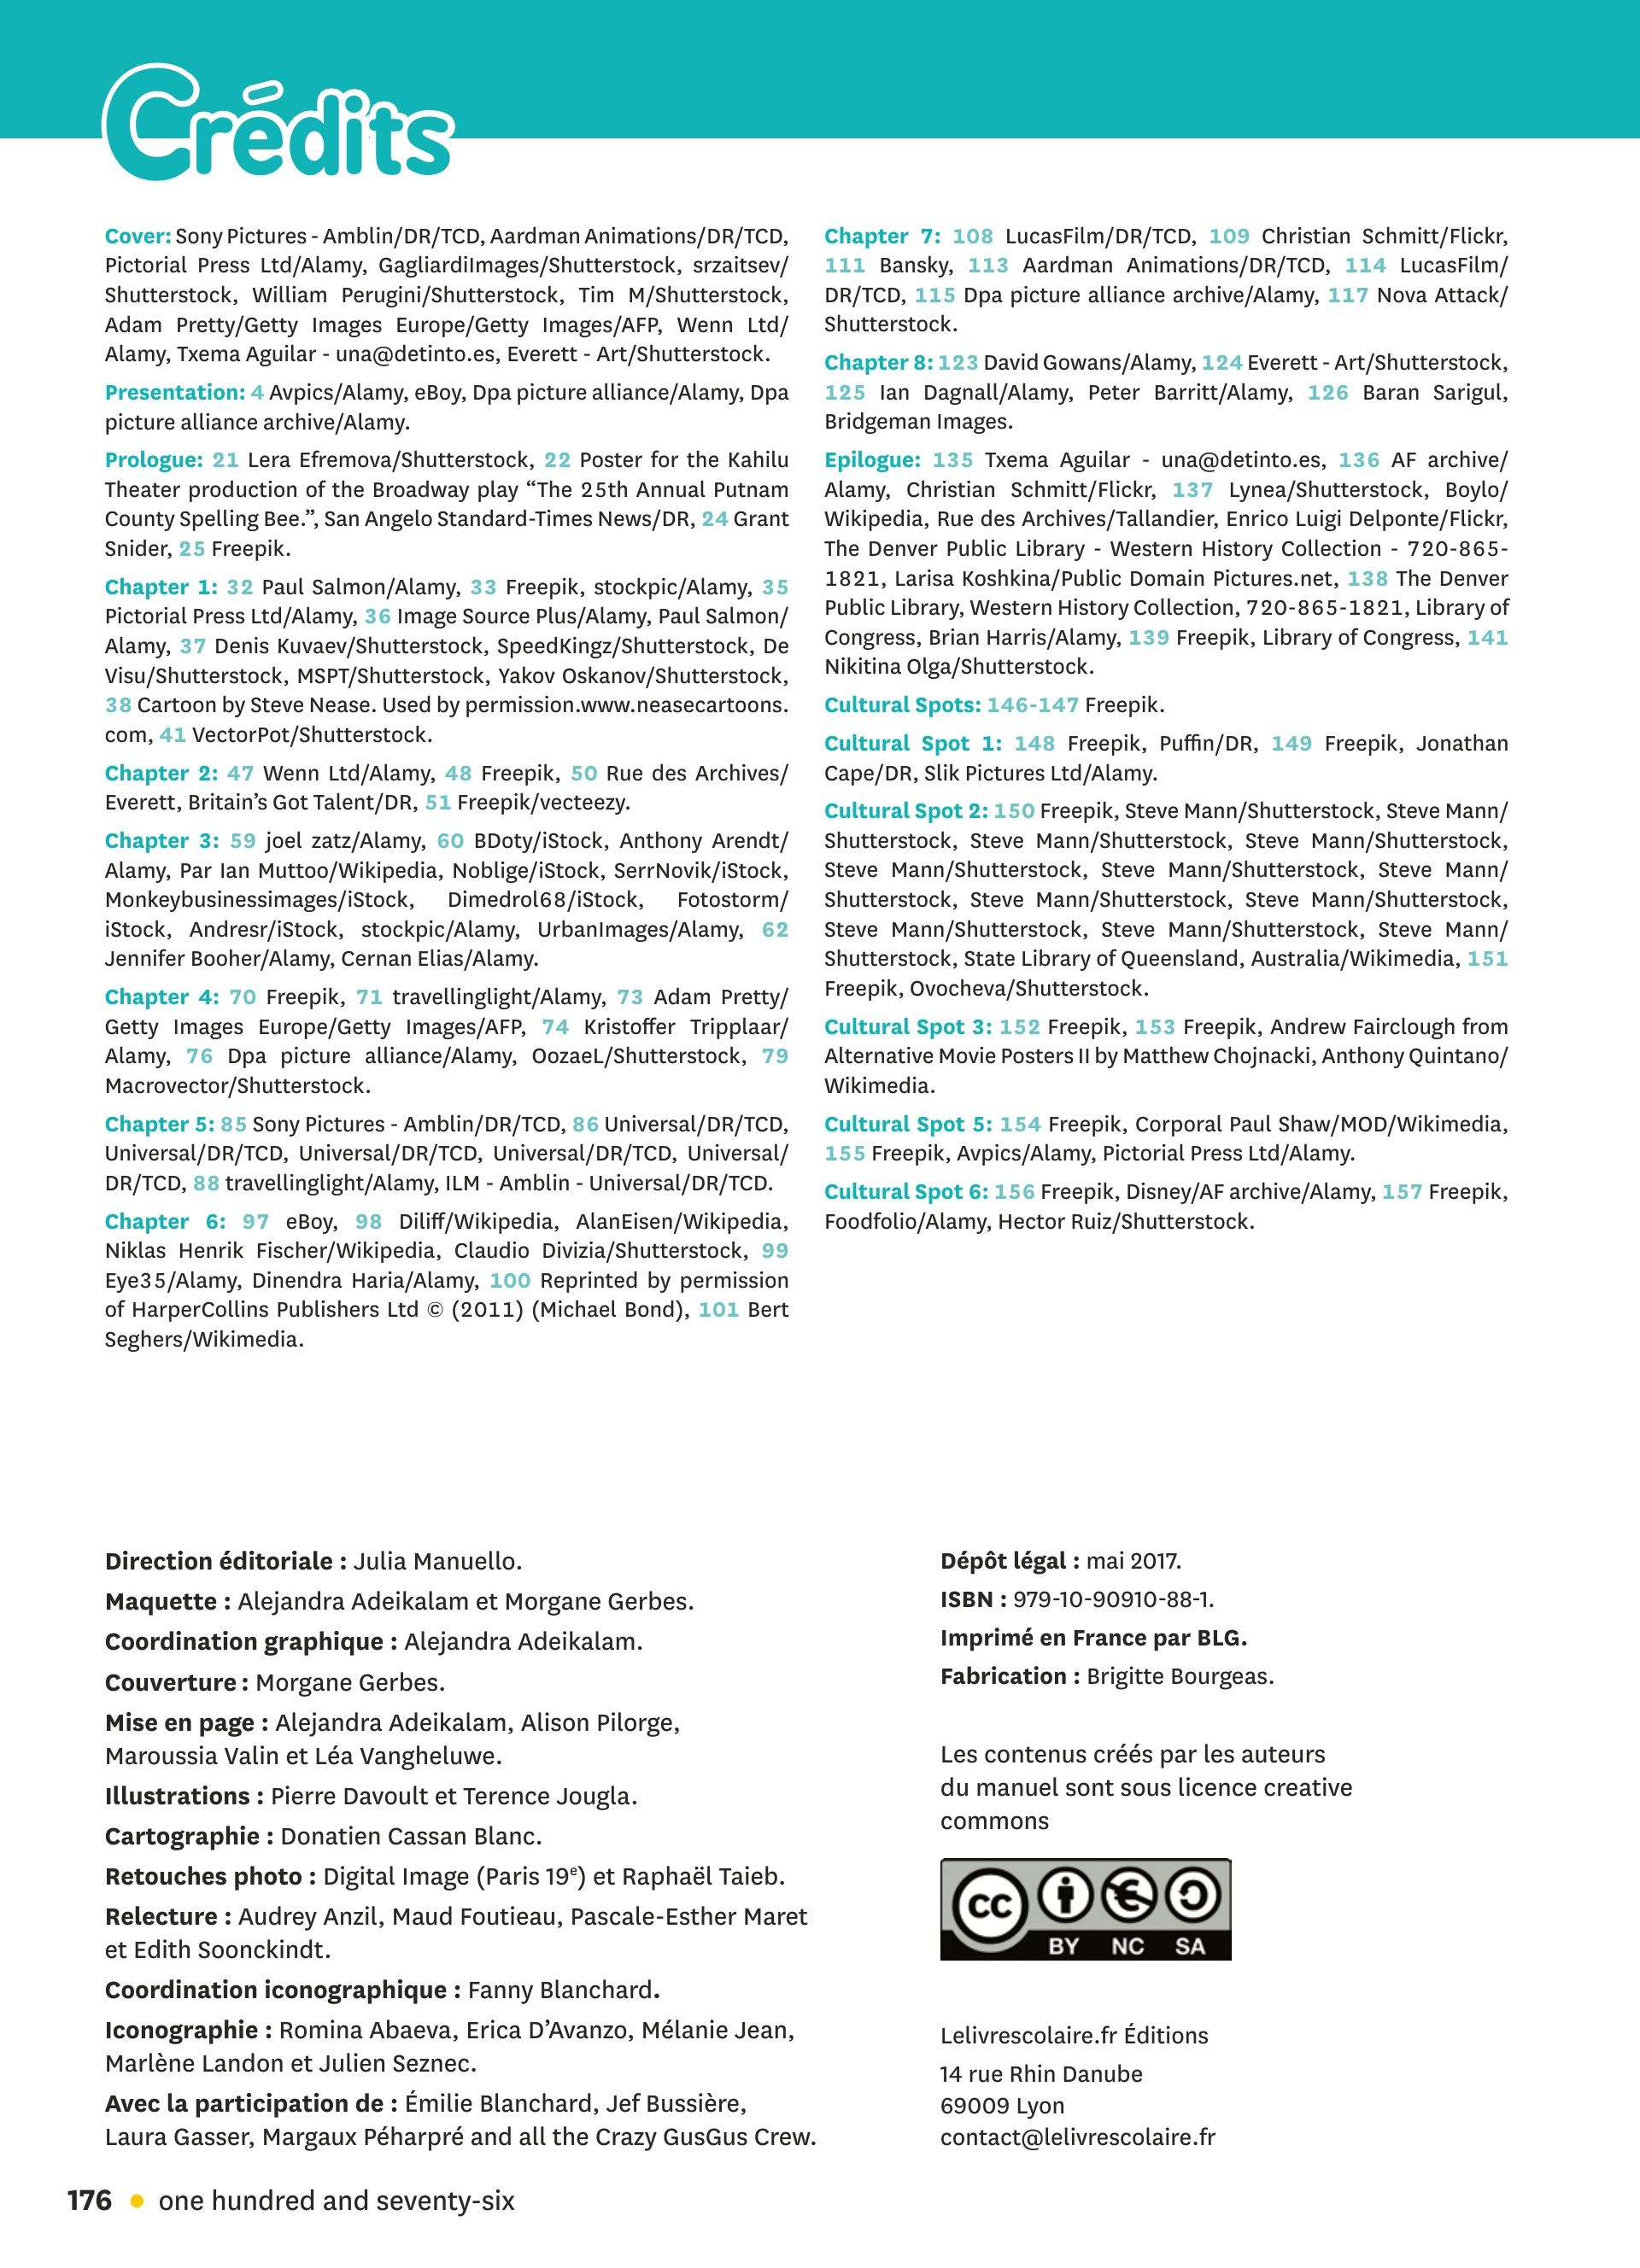 Crédits
Cover: Sony Pictures - Amblin/DR/TCD, Aardman Animations/DR/TCD,
Pictorial Press Ltd/Alamy, GagliardiImages/Shutterstock, srzaitsev/
Shutterstock, William Perugini/Shutterstock, Tim M/Shutterstock,
Adam Pretty/Getty Images Europe/Getty Images/AFP, Wenn Ltd/
Alamy, Txema Aguilar - una@detinto.es, Everett - Art/Shutterstock.
Presentation: 4 Avpics/Alamy, eBoy, Dpa picture alliance/Alamy, Dpa
picture alliance archive/Alamy.
Prologue: 21 Lera Efremova/Shutterstock, 22 Poster for the Kahilu
Theater production of the Broadway play “The 25th Annual Putnam
County Spelling Bee.”, San Angelo Standard-Times News/DR, 24 Grant
Snider, 25 Freepik.
Chapter 1: 32 Paul Salmon/Alamy, 33 Freepik, stockpic/Alamy, 35
Pictorial Press Ltd/Alamy, 36 Image Source Plus/Alamy, Paul Salmon/
Alamy, 37 Denis Kuvaev/Shutterstock, SpeedKingz/Shutterstock, De
Visu/Shutterstock, MSPT/Shutterstock, Yakov Oskanov/Shutterstock,
38 Cartoon by Steve Nease. Used by permission.www.neasecartoons.
com, 41 VectorPot/Shutterstock.
Chapter 2: 47 Wenn Ltd/Alamy, 48 Freepik, 50 Rue des Archives/
Everett, Britain’s Got Talent/DR, 51 Freepik/vecteezy.
Chapter 3: 59 joel zatz/Alamy, 60 BDoty/iStock, Anthony Arendt/
Alamy, Par Ian Muttoo/Wikipedia, Noblige/iStock, SerrNovik/iStock,
Monkeybusinessimages/iStock, Dimedrol68/iStock, Fotostorm/
iStock, Andresr/iStock, stockpic/Alamy, UrbanImages/Alamy, 62
Jennifer Booher/Alamy, Cernan Elias/Alamy.
Chapter 4: 70 Freepik, 71 travellinglight/Alamy, 73 Adam Pretty/
Getty Images Europe/Getty Images/AFP, 74 Kristoffer Tripplaar/
Alamy, 76 Dpa picture alliance/Alamy, OozaeL/Shutterstock, 79
Macrovector/Shutterstock.
Chapter 5: 85 Sony Pictures - Amblin/DR/TCD, 86 Universal/DR/TCD,
Universal/DR/TCD, Universal/DR/TCD, Universal/DR/TCD, Universal/
DR/TCD, 88 travellinglight/Alamy, ILM - Amblin - Universal/DR/TCD.
Chapter 6: 97 eBoy, 98 Diliff/Wikipedia, AlanEisen/Wikipedia,
Niklas Henrik Fischer/Wikipedia, Claudio Divizia/Shutterstock, 99
Eye35/Alamy, Dinendra Haria/Alamy, 100 Reprinted by permission
of HarperCollins Publishers Ltd © (2011) (Michael Bond), 101 Bert
Seghers/Wikimedia.
Chapter 7: 108 LucasFilm/DR/TCD, 109 Christian Schmitt/Flickr,
111 Bansky, 113 Aardman Animations/DR/TCD, 114 LucasFilm/
DR/TCD, 115 Dpa picture alliance archive/Alamy, 117 Nova Attack/
Shutterstock.
Chapter 8: 123 David Gowans/Alamy, 124 Everett - Art/Shutterstock,
125 Ian Dagnall/Alamy, Peter Barritt/Alamy, 126 Baran Sarigul,
Bridgeman Images.
Epilogue: 135 Txema Aguilar - una@detinto.es, 136 AF archive/
Alamy, Christian Schmitt/Flickr, 137 Lynea/Shutterstock, Boylo/
Wikipedia, Rue des Archives/Tallandier, Enrico Luigi Delponte/Flickr,
The Denver Public Library - Western History Collection - 720-865-
1821, Larisa Koshkina/Public Domain Pictures.net, 138 The Denver
Public Library, Western History Collection, 720-865-1821, Library of
Congress, Brian Harris/Alamy, 139 Freepik, Library of Congress, 141
Nikitina Olga/Shutterstock.
Cultural Spots: 146-147 Freepik.
Cultural Spot 1: 148 Freepik, Puffin/DR, 149 Freepik, Jonathan
Cape/DR, Slik Pictures Ltd/Alamy.
Cultural Spot 2: 150 Freepik, Steve Mann/Shutterstock, Steve Mann/
Shutterstock, Steve Mann/Shutterstock, Steve Mann/Shutterstock,
Steve Mann/Shutterstock, Steve Mann/Shutterstock, Steve Mann/
Shutterstock, Steve Mann/Shutterstock, Steve Mann/Shutterstock,
Steve Mann/Shutterstock, Steve Mann/Shutterstock, Steve Mann/
Shutterstock, State Library of Queensland, Australia/Wikimedia, 151
Freepik, Ovocheva/Shutterstock.
Cultural Spot 3: 152 Freepik, 153 Freepik, Andrew Fairclough from
Alternative Movie Posters II by Matthew Chojnacki, Anthony Quintano/
Wikimedia.
Cultural Spot 5: 154 Freepik, Corporal Paul Shaw/MOD/Wikimedia,
155 Freepik, Avpics/Alamy, Pictorial Press Ltd/Alamy.
Cultural Spot 6: 156 Freepik, Disney/AF archive/Alamy, 157 Freepik,
Foodfolio/Alamy, Hector Ruiz/Shutterstock.
Direction éditoriale : Julia Manuello.
Maquette : Alejandra Adeikalam et Morgane Gerbes.
Coordination graphique : Alejandra Adeikalam.
Couverture : Morgane Gerbes.
Mise en page : Alejandra Adeikalam, Alison Pilorge,
Maroussia Valin et Léa Vangheluwe.
Illustrations : Pierre Davoult et Terence Jougla.
Cartographie : Donatien Cassan Blanc.
Retouches photo : Digital Image (Paris 19e) et Raphaël Taieb.
Relecture : Audrey Anzil, Maud Foutieau, Pascale-Esther Maret
et Edith Soonckindt.
Coordination iconographique : Fanny Blanchard.
Iconographie : Romina Abaeva, Erica D’Avanzo, Mélanie Jean,
Marlène Landon et Julien Seznec.
Avec la participation de : Émilie Blanchard, Jef Bussière,
Laura Gasser, Margaux Péharpré and all the Crazy GusGus Crew.
Dépôt légal : mai 2017.
ISBN : 979-10-90910-88-1.
Imprimé en France par BLG.
Fabrication : Brigitte Bourgeas.
Les contenus créés par les auteurs
du manuel sont sous licence creative
commons
cc
BY NC SA
Lelivrescolaire.fr Éditions
14 rue Rhin Danube
69009 Lyon
contact@lelivrescolaire.fr
176 • one hundred and seventy-six